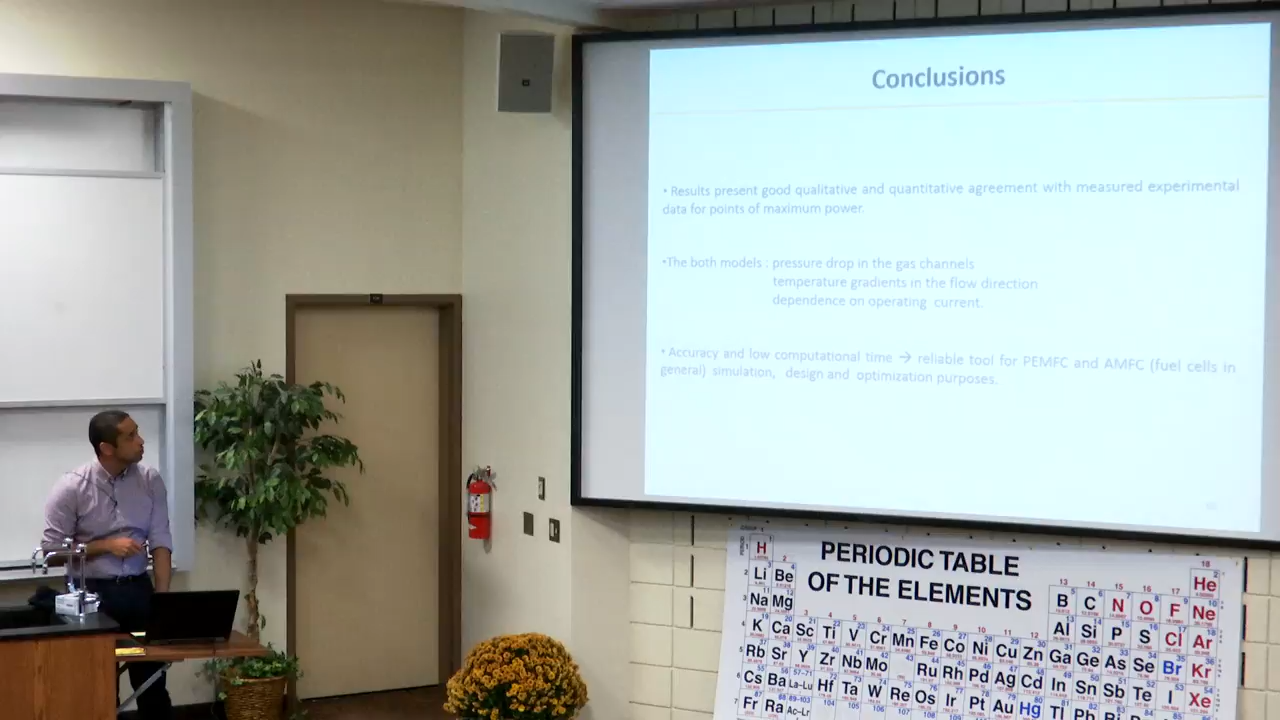 Conclusions
• Results present good qualitative and quantitative agreement with measured experimental
data for points of maximum power.
•The both models : pressure drop in the gas channels
temperature gradients in the flow direction
dependence on operating current.
• Accuracy and low computational time → reliable tool for PEMFC and AMFC (fuel cells in
general) simulation, design and optimization purposes.
PERIODIC TABLE
OF THE ELEMENTS
H He
Li Be B C N O F Ne
Na Mg Al Si P S Cl Ar
K Ca Sc Ti V Cr Mn Fe Co Ni Cu Zn Ga Ge As Se Br Kr
Rb Sr Y Zr Nb Mo Ru Rh Pd Ag Cd In Sn Sb Te I Xe
Cs Ba La-Lu Hf Ta W Re Os Ir Pt Au Hg Tl Pb
Fr Ra Ac-Lr